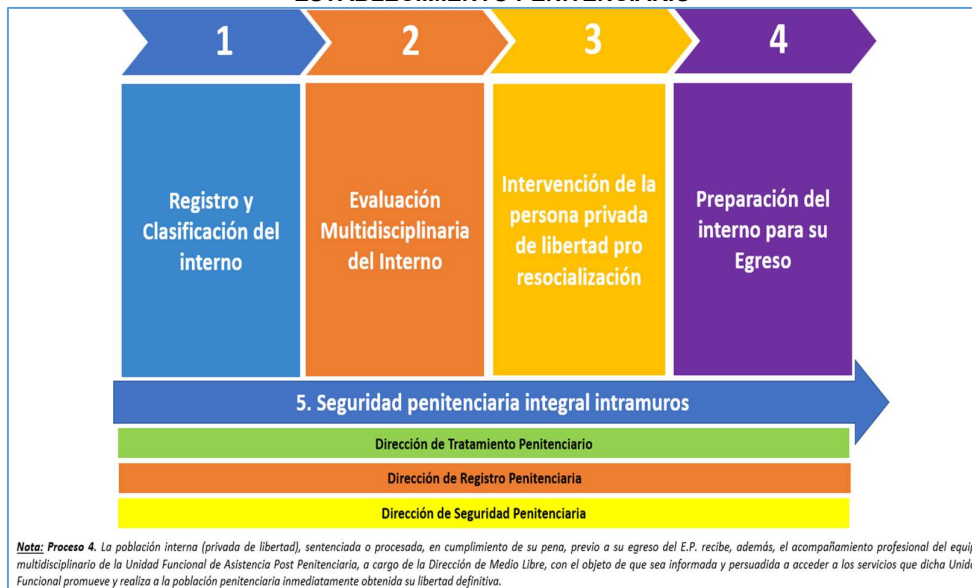 ESTABLECIMIENTO PENITENCIARIO
1
2
3
4
Registro y
Clasificación del
interno
Evaluación
Multidisciplinaria
del Interno
Intervención de la
persona privada
de libertad pro
resocialización
Preparación del
interno para su
Egreso
5. Seguridad penitenciaria integral intramuros
Dirección de Tratamiento Penitenciario
Dirección de Registro Penitenciaria
Dirección de Seguridad Penitenciaria
Nota: Proceso 4. La población interna (privada de libertad), sentenciada o procesada, en cumplimiento de su pena, previo a su egreso del E.P. recibe, además, el acompañamiento profesional del equip
multidisciplinario de la Unidad Funcional de Asistencia Post Penitenciaria, a cargo de la Dirección de Medio Libre, con el objeto de que sea informada y persuadida a acceder a los servicios que dicha Unida
Funcional promueve y realiza a la población penitenciaria inmediatamente obtenida su libertad definitiva.